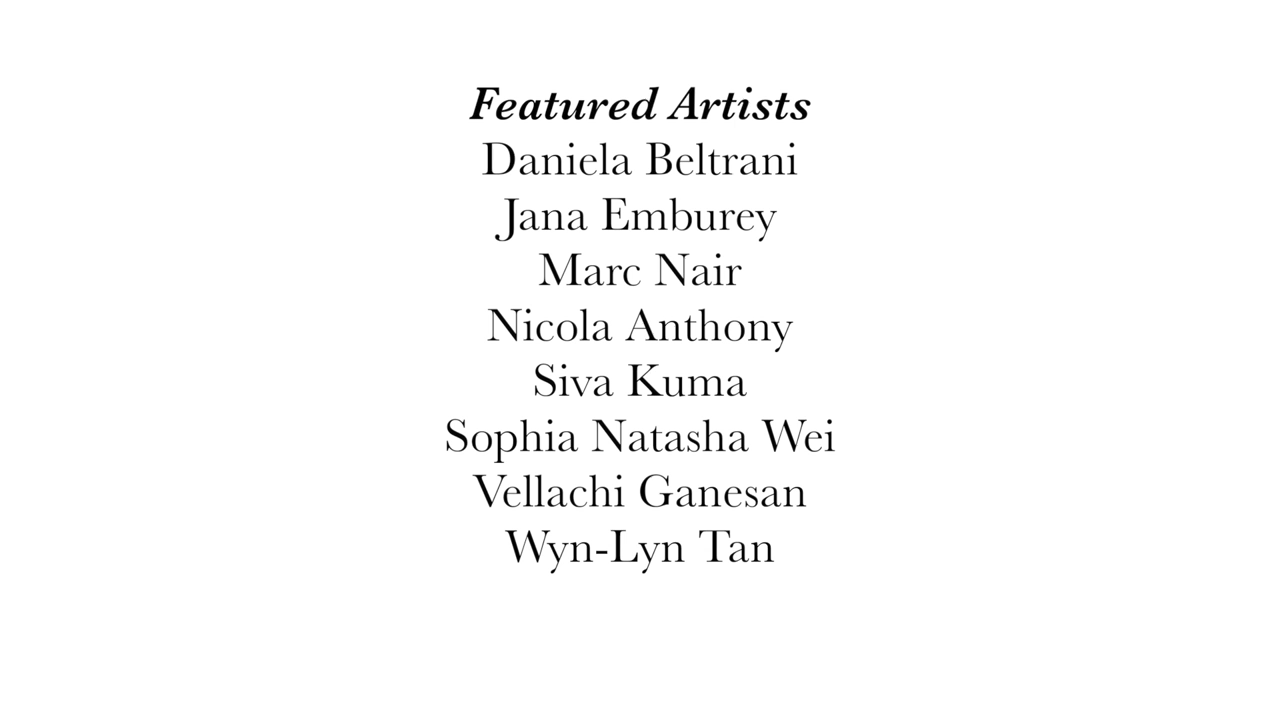 Featured Artists
Daniela Beltrani
Jana Emburey
Marc Nair
Nicola Anthony
Siva Kuma
Sophia Natasha Wei
Vellachi Ganesan
Wyn-Lyn Tan